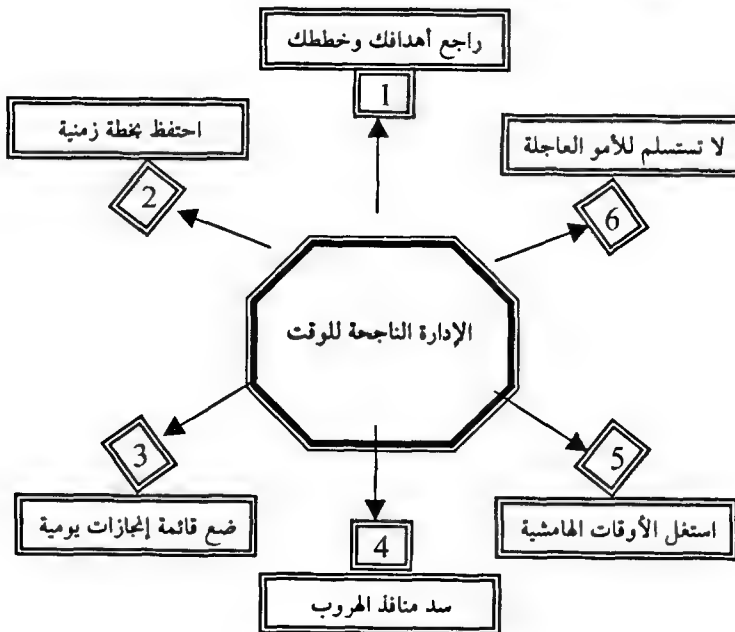 راجع أهدافك وخططك
1
احتفظ بخطة زمنية
2
لا تستسلم للأمو العاجلة
6
الإدارة الناجحة للوقت
3
ضع قائمة إنجازات يومية
5
استغل الأوقات الهامشية
4
سد منافذ الهروب